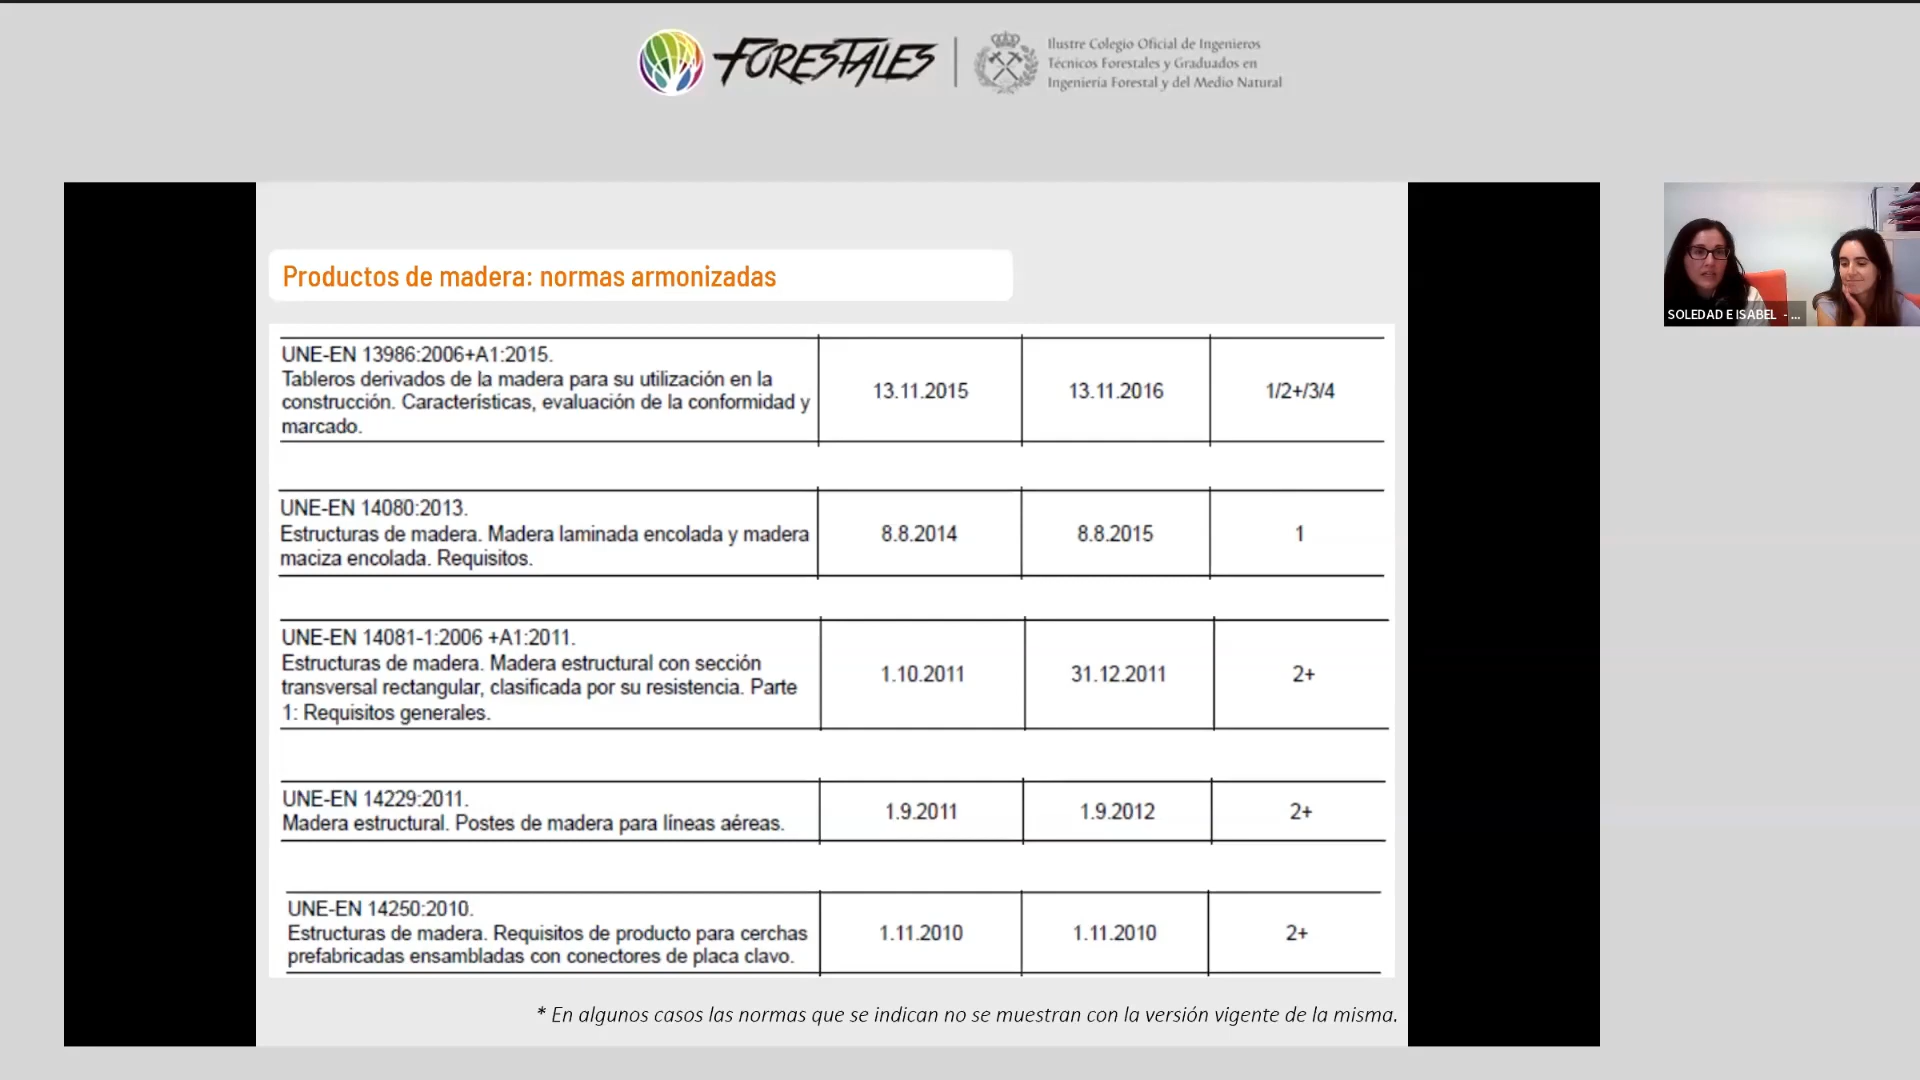 FORESTALES
Ilustre Colegio Oficial de Ingenieros
Técnicos Forestales y Graduados en
Ingeniería Forestal y del Medio Natural
SOLEDAD E ISABEL - ...
Productos de madera: normas armonizadas
UNE-EN 13986:2006+A1:2015.
Tableros derivados de la madera para su utilización en la
construcción. Características, evaluación de la conformidad y
marcado.
13.11.2015
13.11.2016
1/2+/3/4
UNE-EN 14080:2013.
Estructuras de madera. Madera laminada encolada y madera
maciza encolada. Requisitos.
8.8.2014
8.8.2015
1
UNE-EN 14081-1:2006 +A1:2011.
Estructuras de madera. Madera estructural con sección
transversal rectangular, clasificada por su resistencia. Parte
1: Requisitos generales.
1.10.2011
31.12.2011
2+
UNE-EN 14229:2011.
Madera estructural. Postes de madera para líneas aéreas.
1.9.2011
1.9.2012
2+
UNE-EN 14250:2010.
Estructuras de madera. Requisitos de producto para cerchas
prefabricadas ensambladas con conectores de placa clavo.
1.11.2010
1.11.2010
2+
* En algunos casos las normas que se indican no se muestran con la versión vigente de la misma.